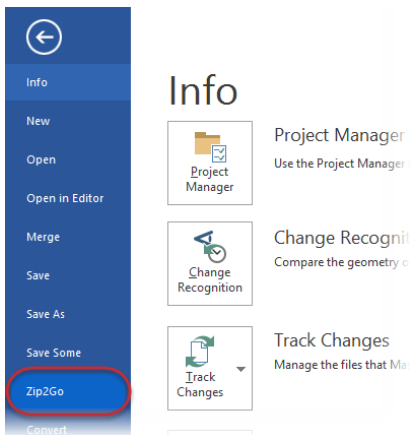 Info
New
Open
Open in Editor
Merge
Save
Save As
Save Some
Zip2Go
Convert
Info
Project
Manager
Project Manager
Use the Project Manager
Change
Recognition
Change Recogni
Compare the geometry
Track
Changes
Track Changes
Manage the files that Ma